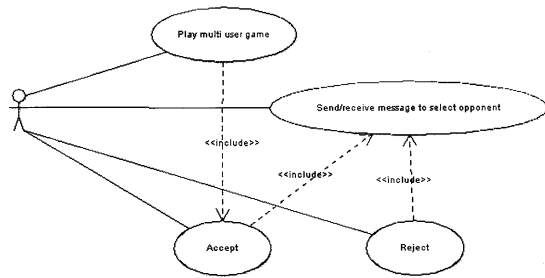 Play multi user game
Send/receive message to select opponent
<<include>>
<<include>>
<<include>>
Accept
Reject